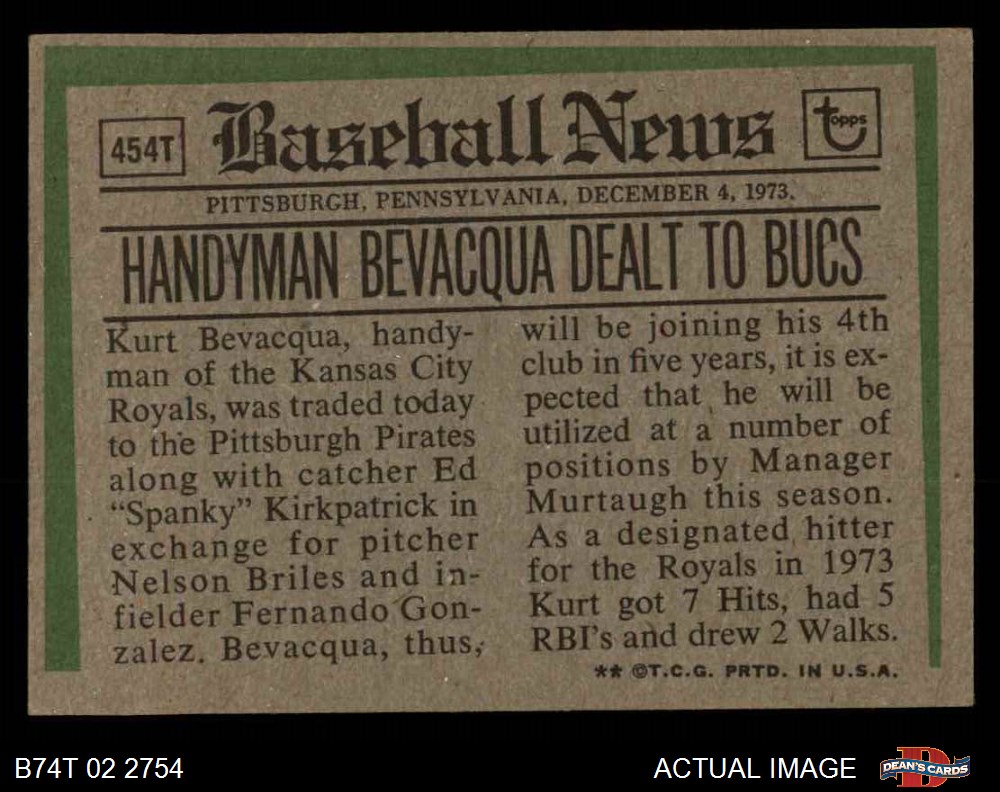 454T
Baseball News
topps
PITTSBURGH, PENNSYLVANIA, DECEMBER 4, 1973.
HANDYMAN BEVACQUA DEALT TO BUCS
Kurt Bevacqua, handy-
man of the Kansas City
Royals, was traded today
to the Pittsburgh Pirates
along with catcher Ed
“Spanky” Kirkpatrick in
exchange for pitcher
Nelson Briles and in-
fielder Fernando Gon-
zalez. Bevacqua, thus,
will be joining his 4th
club in five years, it is ex-
pected that he will be
utilized at a number of
positions by Manager
Murtaugh this season.
As a designated hitter
for the Royals in 1973
Kurt got 7 Hits, had 5
RBI's and drew 2 Walks.
** ©T.C.G. PRTD. IN U.S.A.
B74T 02 2754
ACTUAL IMAGE
D
DEAN'S CARDS